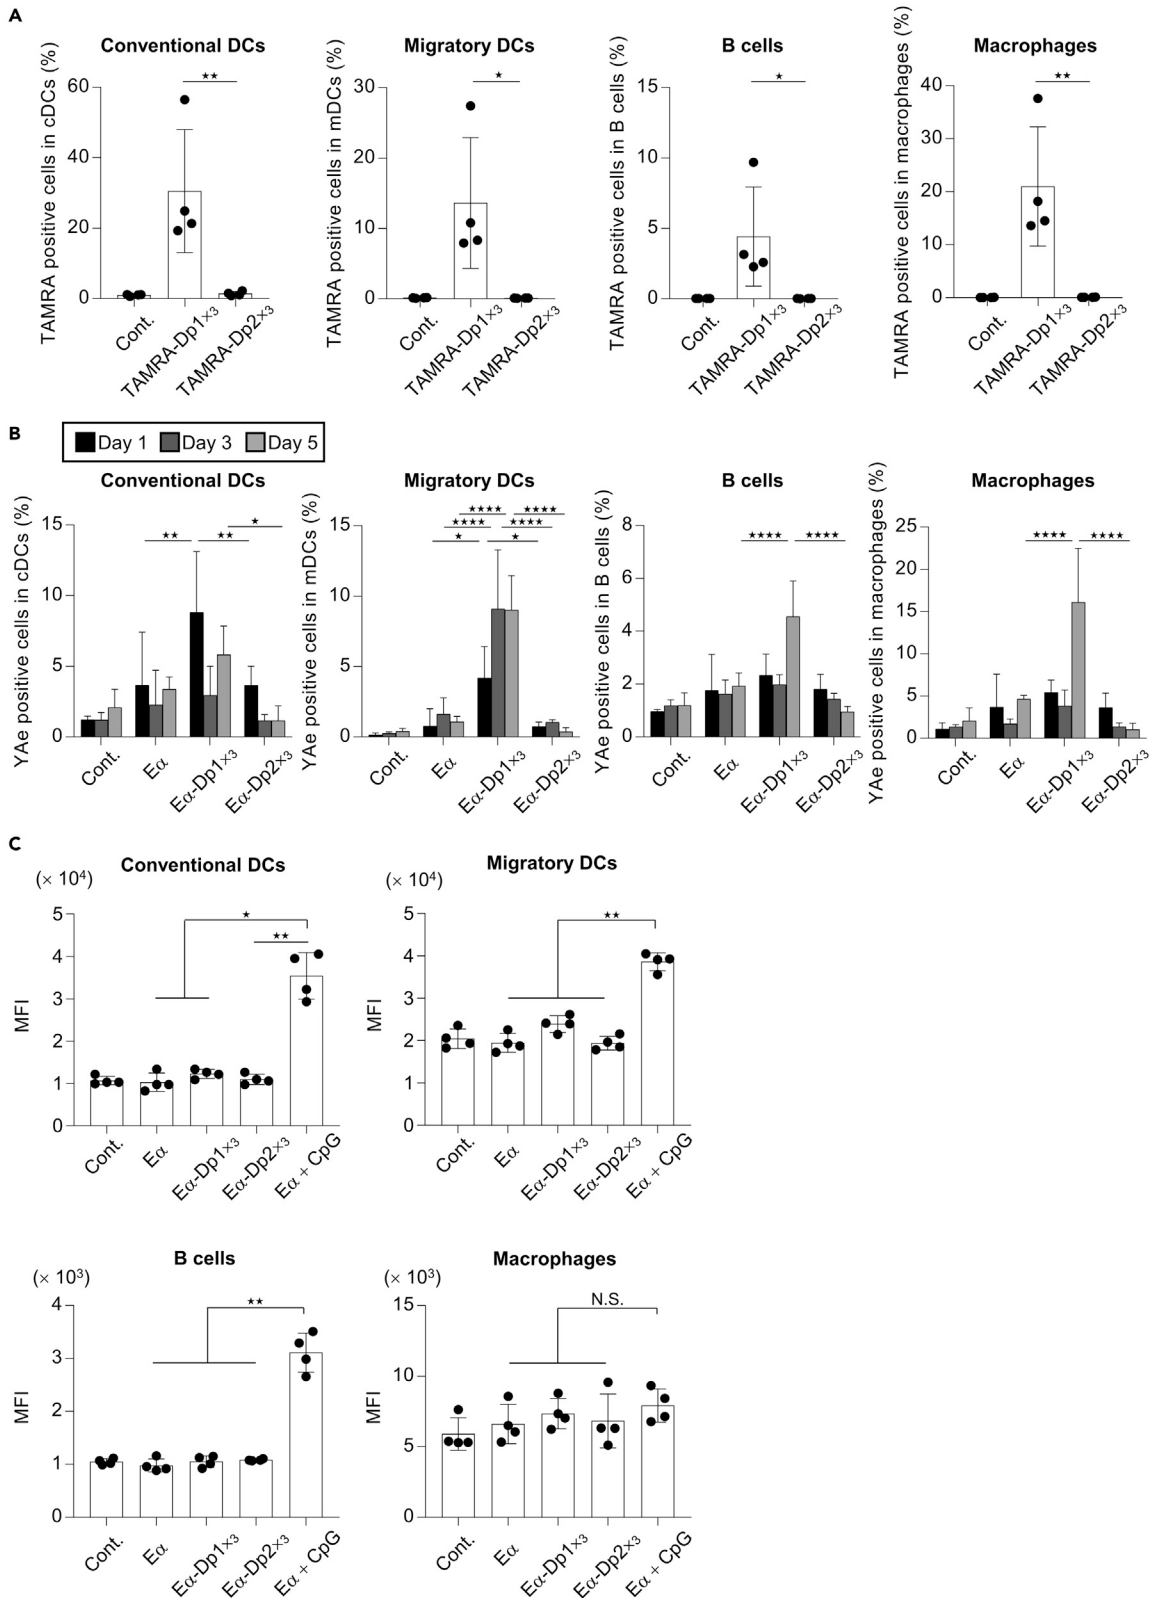 A
Conventional DCs
TAMRA positive cells in cDCs (%)
60
40
20
0
★★
Cont.
TAMRA-Dp1×3
TAMRA-Dp2×3
Migratory DCs
TAMRA positive cells in mDCs (%)
30
20
10
0
★
Cont.
TAMRA-Dp1×3
TAMRA-Dp2×3
B cells
TAMRA positive cells in B cells (%)
15
10
5
0
★
Cont.
TAMRA-Dp1×3
TAMRA-Dp2×3
Macrophages
TAMRA positive cells in macrophages (%)
40
30
20
10
0
★★
Cont.
TAMRA-Dp1×3
TAMRA-Dp2×3
B
Day 1 Day 3 Day 5
Conventional DCs
YAe positive cells in cDCs (%)
15
10
5
0
★★ ★★ ★
Cont.
Eα
Eα-Dp1×3
Eα-Dp2×3
Migratory DCs
YAe positive cells in mDCs (%)
15
10
5
0
★★★★ ★★★★
★★★★ ★★★★
★ ★
Cont.
Eα
Eα-Dp1×3
Eα-Dp2×3
B cells
YAe positive cells in B cells (%)
8
6
4
2
0
★★★★ ★★★★
Cont.
Eα
Eα-Dp1×3
Eα-Dp2×3
Macrophages
YAe positive cells in macrophages (%)
25
20
15
10
5
0
★★★★ ★★★★
Cont.
Eα
Eα-Dp1×3
Eα-Dp2×3
C
Conventional DCs
(× 10⁴)
MFI
5
4
3
2
1
0
★
★★
Cont.
Eα
Eα-Dp1×3
Eα-Dp2×3
Eα + CpG
Migratory DCs
(× 10⁴)
MFI
5
4
3
2
1
0
★★
Cont.
Eα
Eα-Dp1×3
Eα-Dp2×3
Eα + CpG
B cells
(× 10³)
MFI
4
3
2
1
0
★★
Cont.
Eα
Eα-Dp1×3
Eα-Dp2×3
Eα + CpG
Macrophages
(× 10³)
MFI
15
10
5
0
N.S.
Cont.
Eα
Eα-Dp1×3
Eα-Dp2×3
Eα + CpG